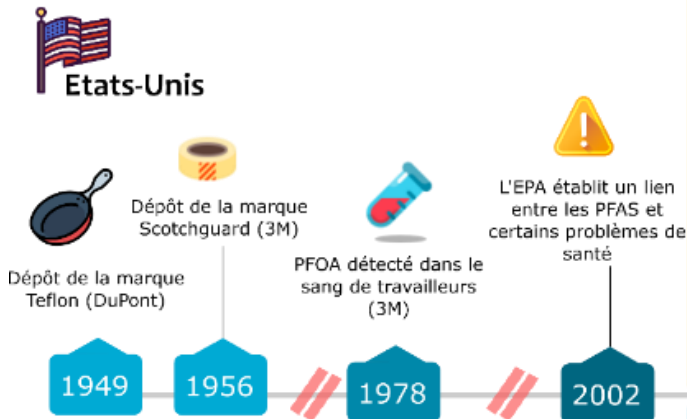 Etats-Unis
Dépôt de la marque
Teflon (DuPont)
Dépôt de la marque
Scotchguard (3M)
PFOA détecté dans le
sang de travailleurs
(3M)
L'EPA établit un lien
entre les PFAS et
certains problèmes de
santé
1949
1956
1978
2002